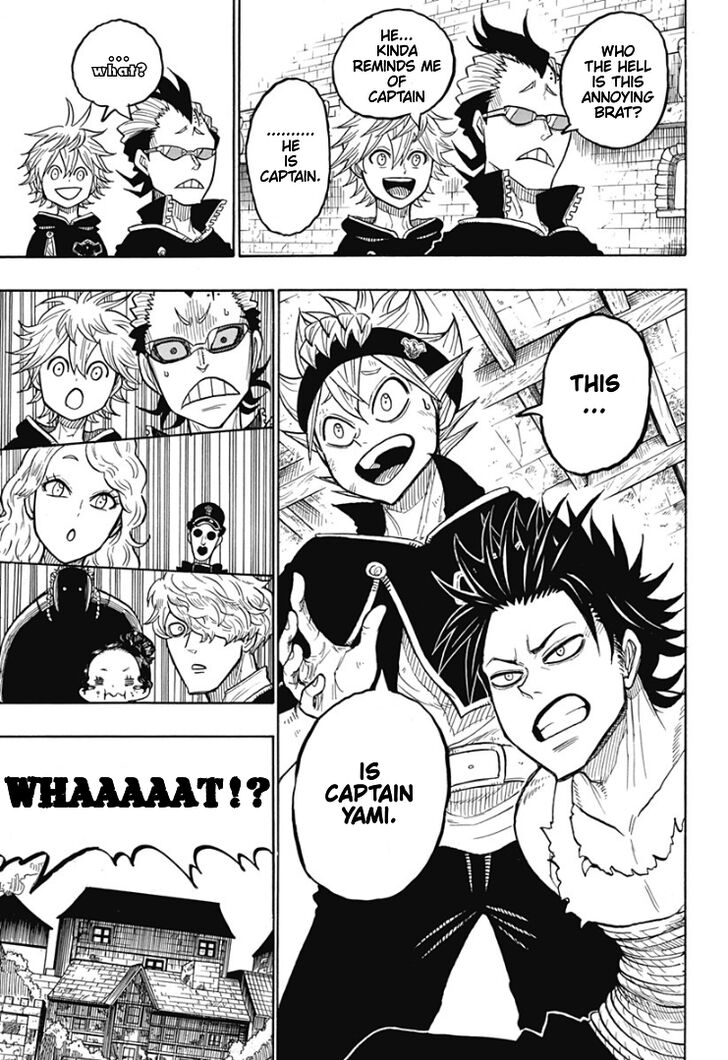 WHO
THE HELL
IS THIS
ANNOYING
BRAT?
HE...
KINDA
REMINDS ME
OF
CAPTAIN
..........
HE
IS
CAPTAIN.
...
what?
THIS
...
IS
CAPTAIN
YAMI.
WHAAAAAT!?